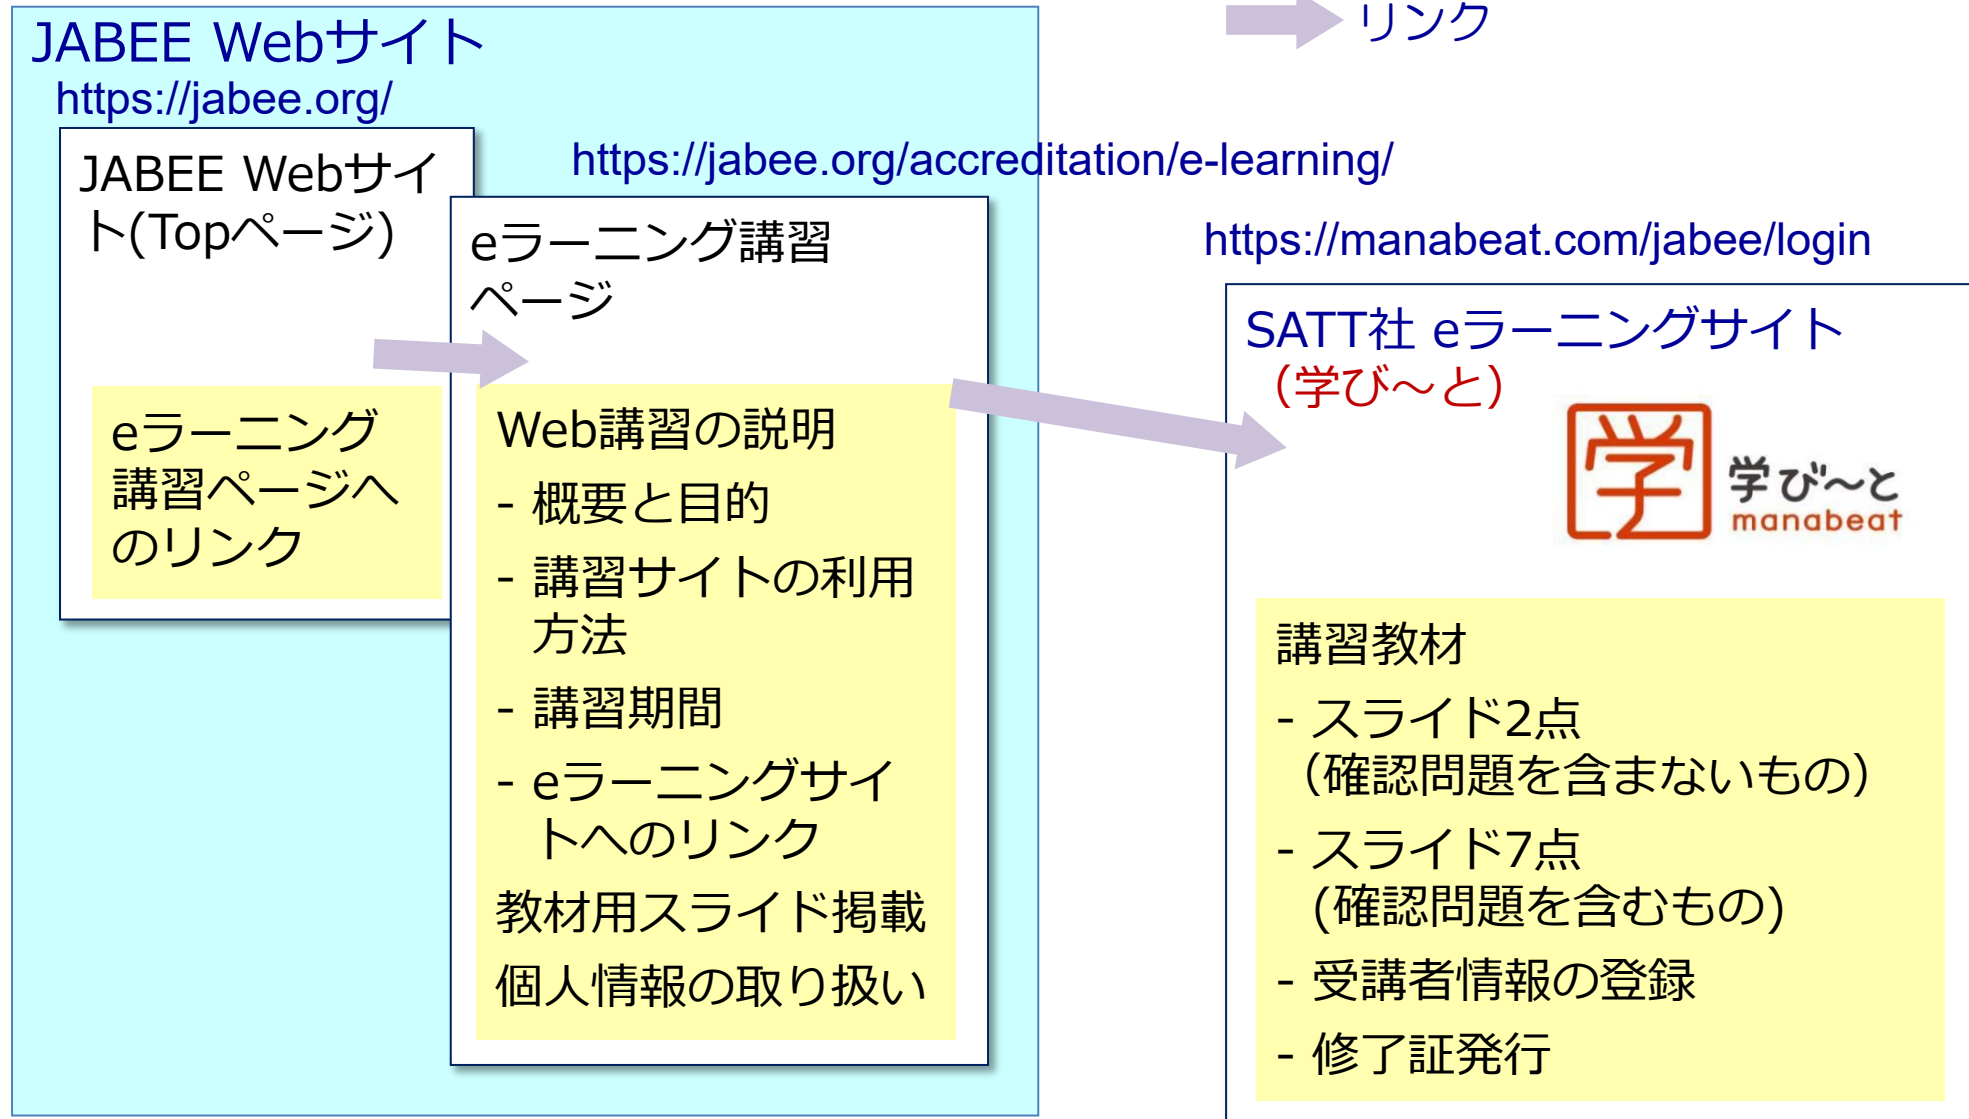 JABEE Webサイト
https://jabee.org/
JABEE Webサイ
ト(Topページ)
eラーニング
講習ページへ
のリンク
https://jabee.org/accreditation/e-learning/
eラーニング講習
ページ
Web講習の説明
- 概要と目的
- 講習サイトの利用
方法
- 講習期間
- eラーニングサイ
トへのリンク
教材用スライド掲載
個人情報の取り扱い
リンク
https://manabeat.com/jabee/login
SATT社 eラーニングサイト
（学び～と）
学
学び～と
manabeat
講習教材
- スライド2点
（確認問題を含まないもの）
- スライド7点
(確認問題を含むもの)
- 受講者情報の登録
- 修了証発行